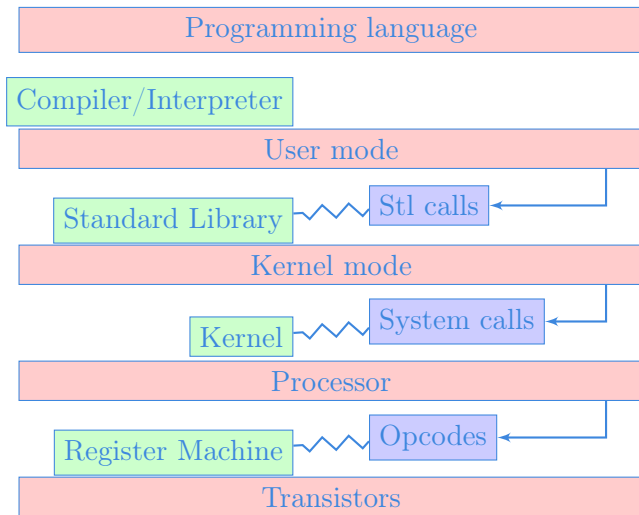 Programming language
Compiler/Interpreter
User mode
Stl calls
Standard Library
Kernel mode
System calls
Kernel
Processor
Opcodes
Register Machine
Transistors